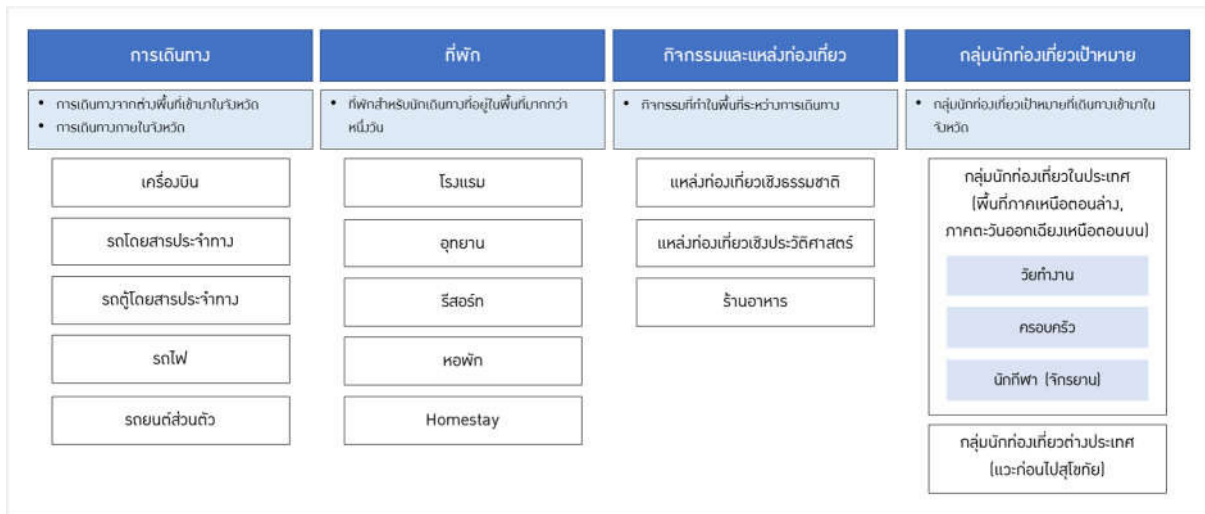 การเดินทาง
การเดินทางจากต่างพื้นที่เข้ามาในจังหวัด
การเดินทางภายในจังหวัด
เครื่องบิน
รถโดยสารประจำทาง
รถตู้โดยสารประจำทาง
รถไฟ
รถยนต์ส่วนตัว
ที่พัก
ที่พักสำหรับนักเดินทางที่อยู่ในพื้นที่มากกว่า
หนึ่งวัน
โรงแรม
อุทยาน
รีสอร์ท
หอพัก
Homestay
กิจกรรมและแหล่งท่องเที่ยว
กิจกรรมที่ทำในพื้นที่ระหว่างการเดินทาง
แหล่งท่องเที่ยวเชิงธรรมชาติ
แหล่งท่องเที่ยวเชิงประวัติศาสตร์
ร้านอาหาร
กลุ่มนักท่องเที่ยวเป้าหมาย
กลุ่มนักท่องเที่ยวเป้าหมายที่เดินทางเข้ามาใน
จังหวัด
กลุ่มนักท่องเที่ยวในประเทศ
(พื้นที่ภาคเหนือตอนล่าง,
ภาคตะวันออกเฉียงเหนือตอนบน)
วัยทำงาน
ครอบครัว
นักกีฬา (จักรยาน)
กลุ่มนักท่องเที่ยวต่างประเทศ
(แวะก่อนไปสุโขทัย)